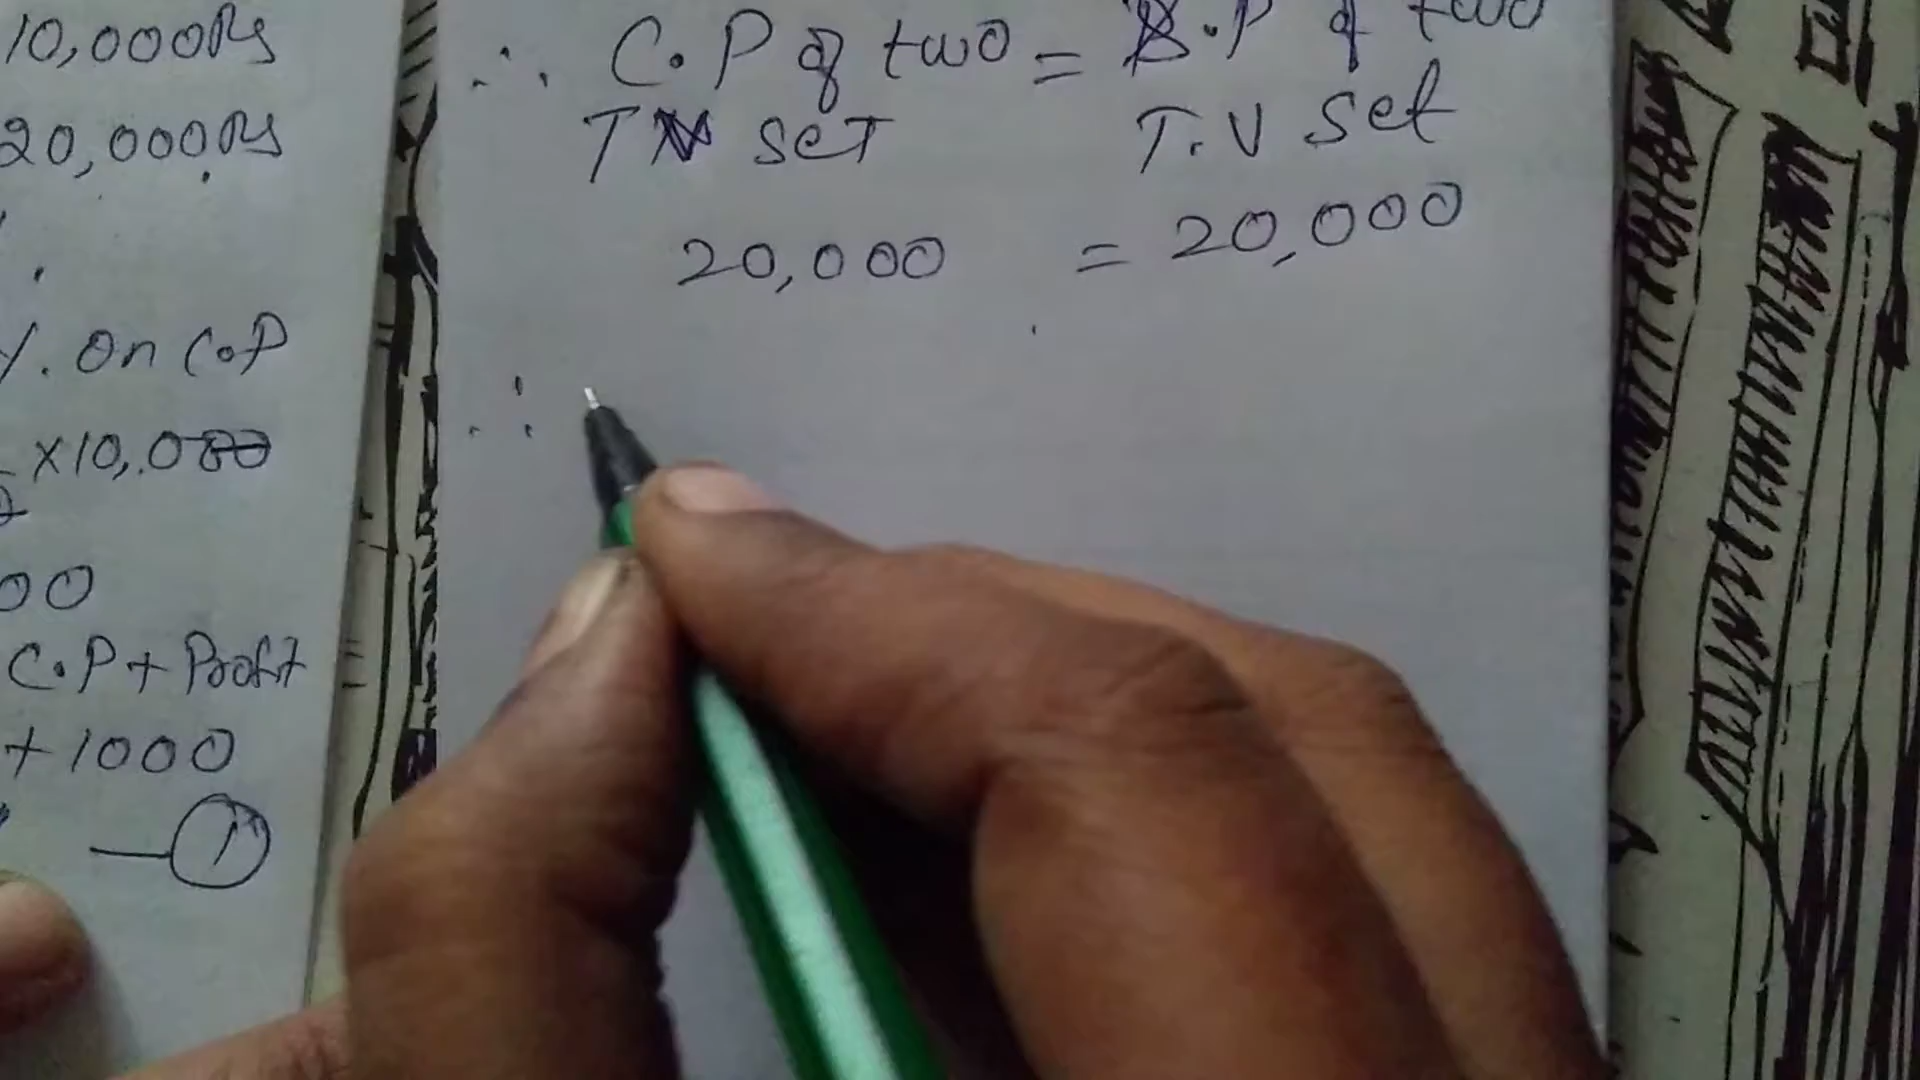 10,000Rs
20,000Rs
. On C.P
×10,000
00
C.P + Profit
+ 1000
— 1
∴ C.P of two = S.P of two
TV SeT T.V Set
20,000 = 20,000
∴